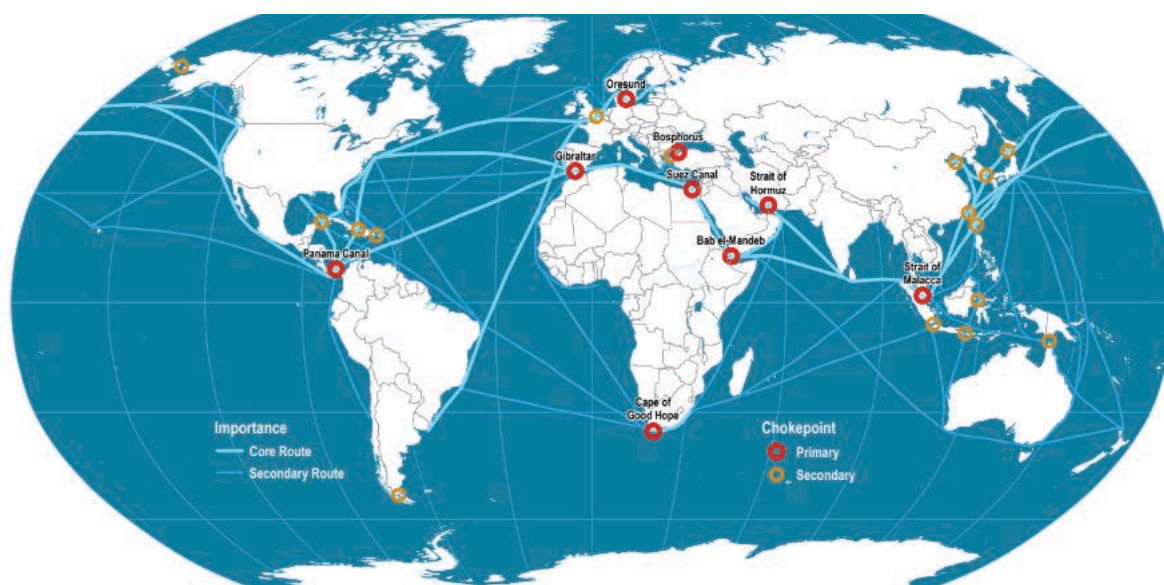 Oresund
Bosphorus
Gibraltar
Suez Canal
Strait of
Hormuz
Bab el-Mandeb
Panama Canal
Strait of
Malacca
Cape of
Good Hope
Importance
Core Route
Secondary Route
Chokepoint
Primary
Secondary